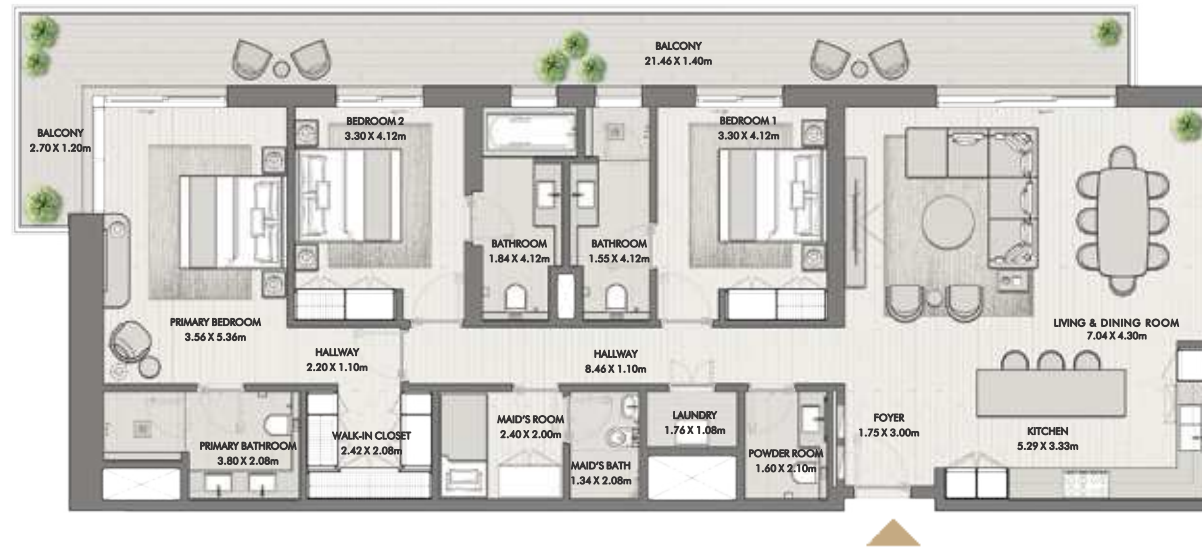 BALCONY
21.46 X 1.40m
BALCONY
2.70 X 1.20m
BEDROOM 2
3.30 X 4.12m
BEDROOM 1
3.30 X 4.12m
BATHROOM
1.84 X 4.12m
BATHROOM
1.55 X 4.12m
PRIMARY BEDROOM
3.56 X 5.36m
LIVING & DINING ROOM
7.04 X 4.30m
HALLWAY
2.20 X 1.10m
HALLWAY
8.46 X 1.10m
MAID'S ROOM
2.40 X 2.00m
LAUNDRY
1.76 X 1.08m
FOYER
1.75 X 3.00m
KITCHEN
5.29 X 3.33m
PRIMARY BATHROOM
3.80 X 2.08m
WALK-IN CLOSET
2.42 X 2.08m
MAID'S BATH
1.34 X 2.08m
POWDER ROOM
1.60 X 2.10m